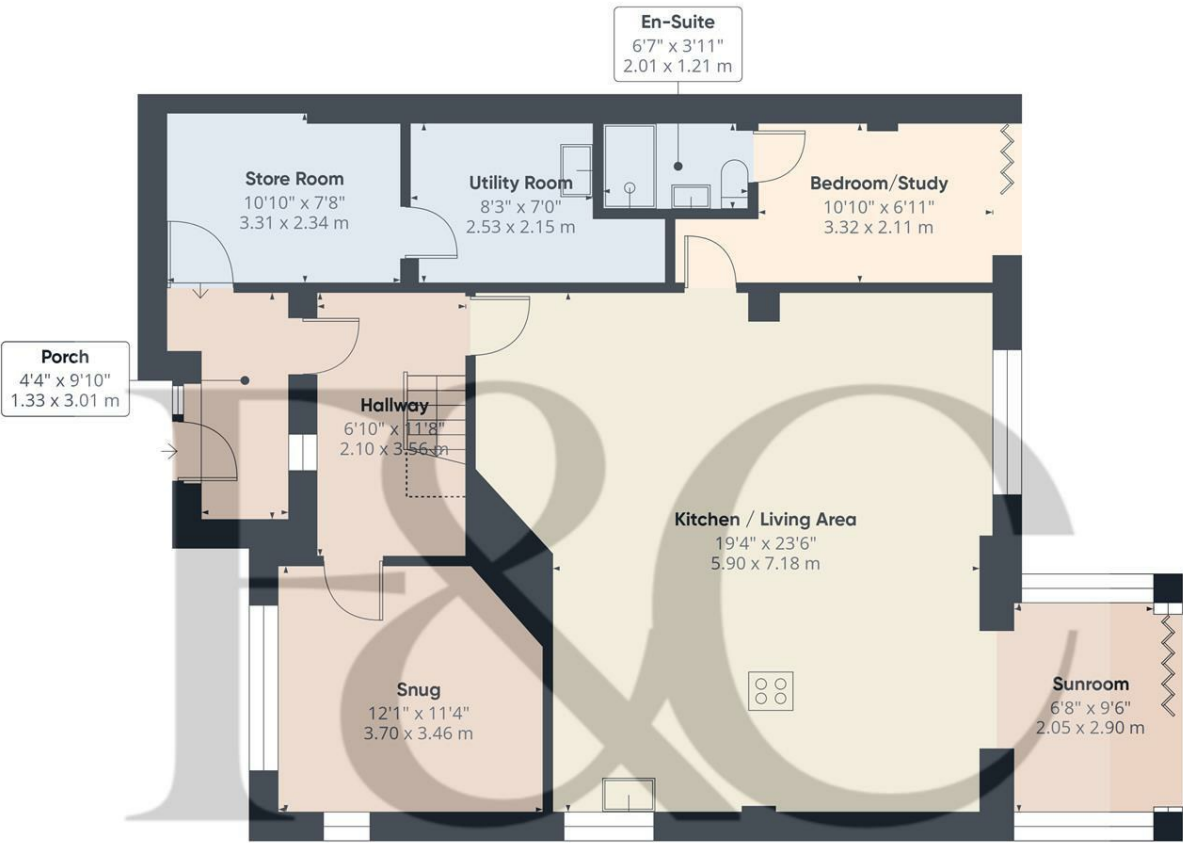 En-Suite
6'7" x 3'11"
2.01 x 1.21 m
Store Room
10'10" x 7'8"
3.31 x 2.34 m
Utility Room
8'3" x 7'0"
2.53 x 2.15 m
Bedroom/Study
10'10" x 6'11"
3.32 x 2.11 m
Porch
4'4" x 9'10"
1.33 x 3.01 m
Hallway
6'10" x 11'8"
2.10 x 3.56 m
Kitchen / Living Area
19'4" x 23'6"
5.90 x 7.18 m
Snug
12'1" x 11'4"
3.70 x 3.46 m
Sunroom
6'8" x 9'6"
2.05 x 2.90 m
F&C